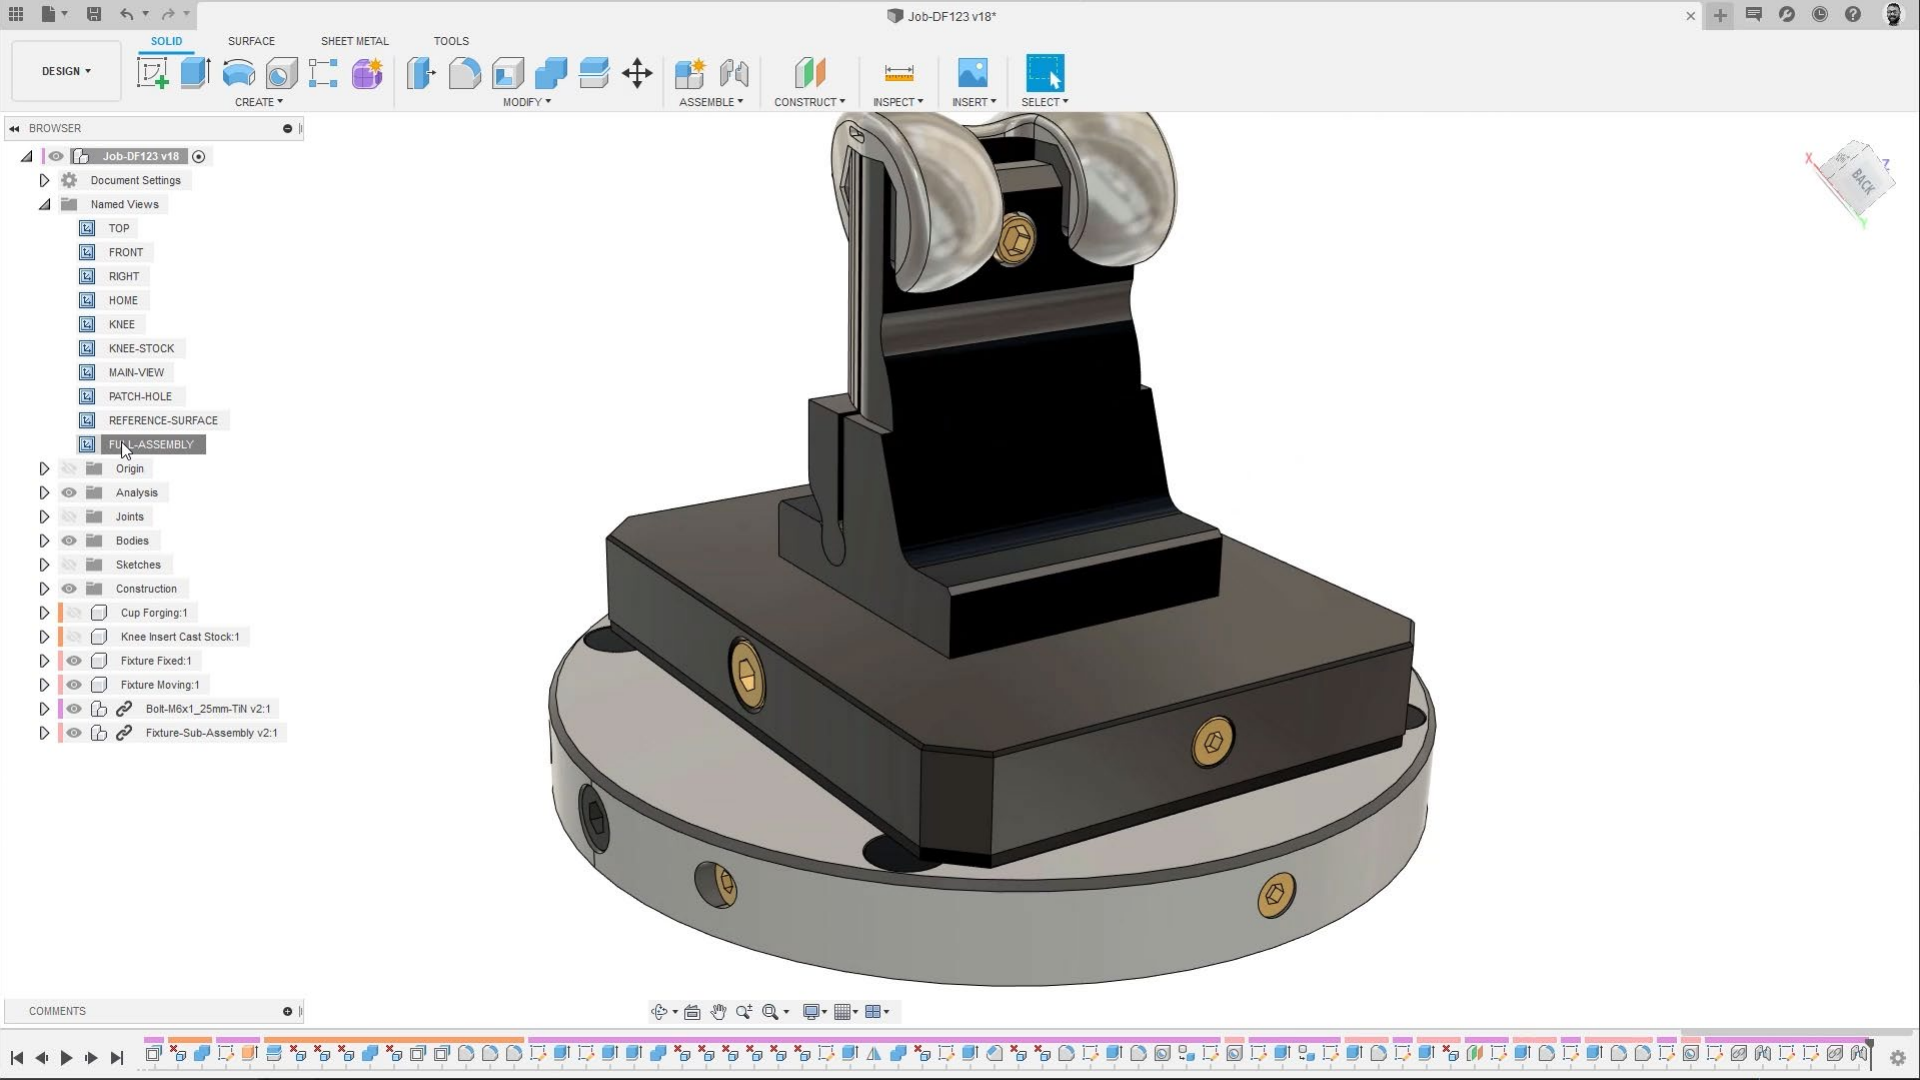 Job-DF123 v18*
SOLID SURFACE SHEET METAL TOOLS
DESIGN
CREATE MODIFY ASSEMBLE CONSTRUCT INSPECT INSERT SELECT
BROWSER
Job-DF123 v18
Document Settings
Named Views
TOP
FRONT
RIGHT
HOME
KNEE
KNEE-STOCK
MAIN-VIEW
PATCH-HOLE
REFERENCE-SURFACE
FULL-ASSEMBLY
Origin
Analysis
Joints
Bodies
Sketches
Construction
Cup Forging:1
Knee Insert Cast Stock:1
Fixture Fixed:1
Fixture Moving:1
Bolt-M6x1_25mm-TiN v2:1
Fixture-Sub-Assembly v2:1
X
Z
BACK
Y
COMMENTS